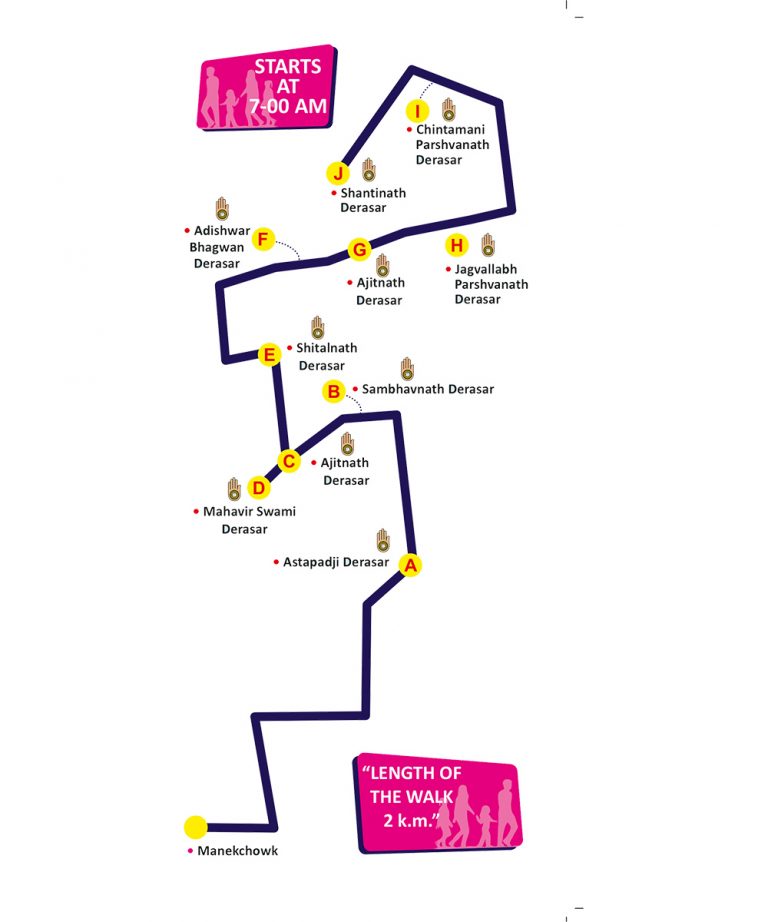 STARTS
AT
7-00 AM
I
• Chintamani
Parshvanath
Derasar
J
• Shantinath
Derasar
• Adishwar
Bhagwan
Derasar
F
G
• Ajitnath
Derasar
H
• Jagvallabh
Parshvanath
Derasar
E
• Shitalnath
Derasar
B
• Sambhavnath Derasar
C
• Ajitnath
Derasar
D
• Mahavir Swami
Derasar
• Astapadji Derasar
A
“LENGTH OF
THE WALK
2 k.m.”
• Manekchowk